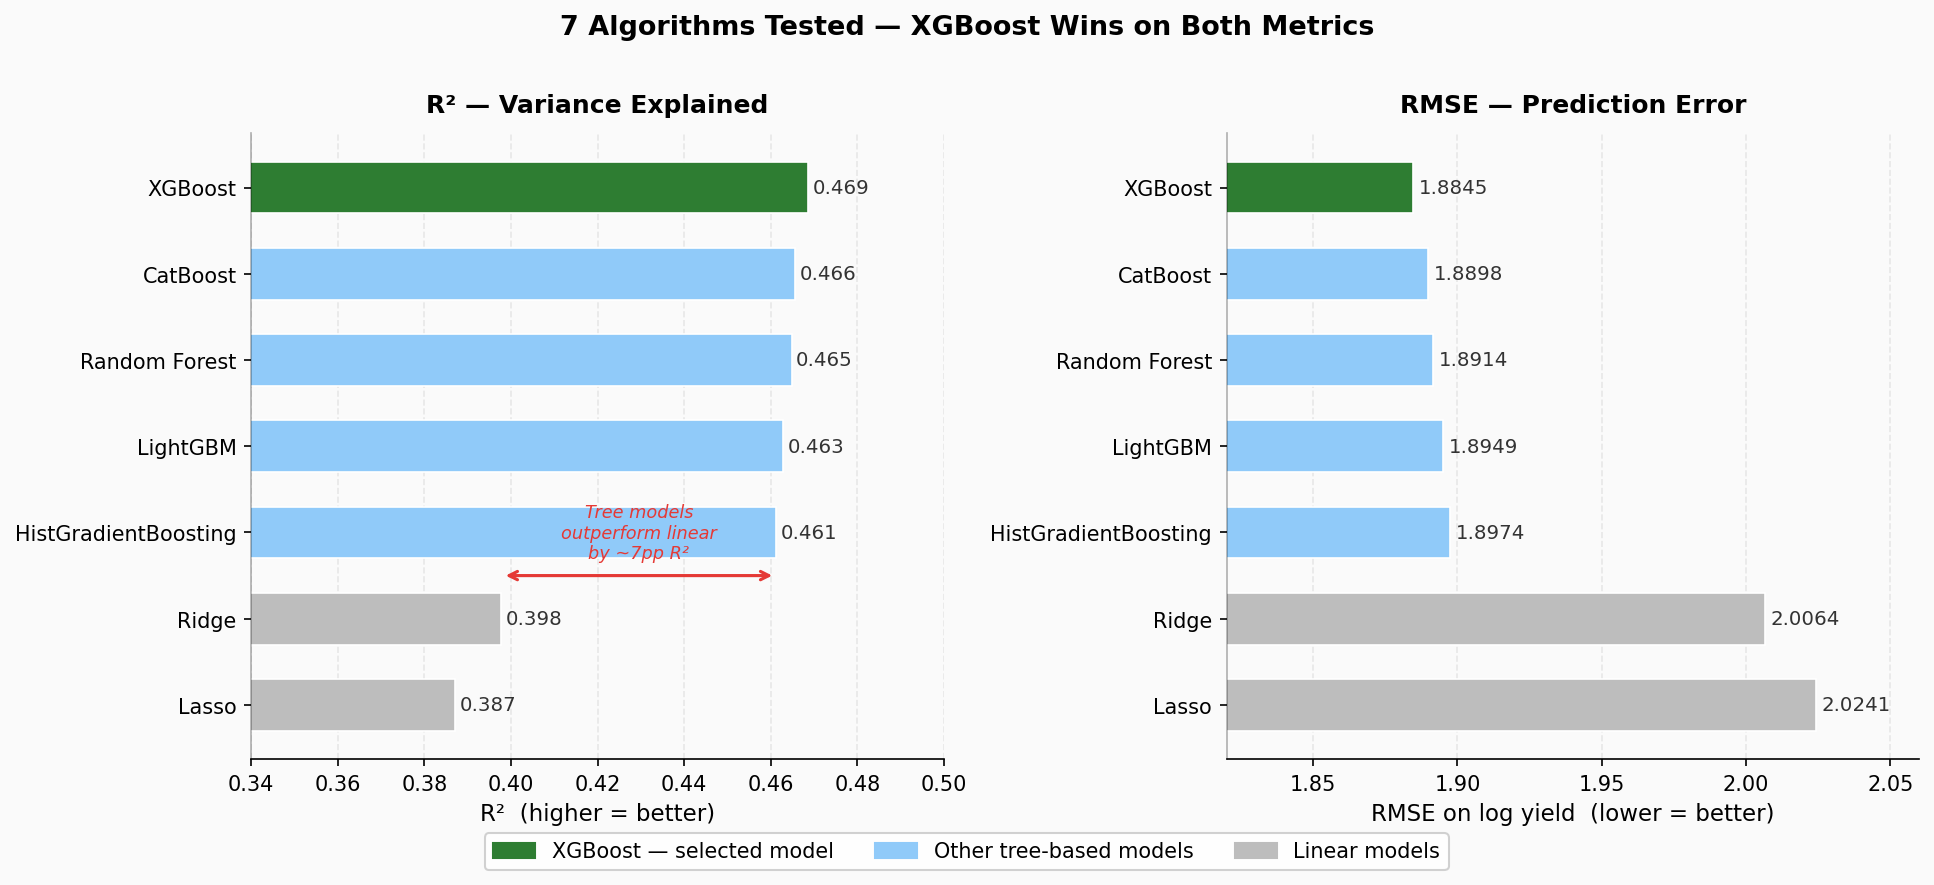 7 Algorithms Tested — XGBoost Wins on Both Metrics
R² — Variance Explained
XGBoost
0.469
CatBoost
0.466
Random Forest
0.465
LightGBM
0.463
HistGradientBoosting
0.461
Tree models
outperform linear
by ~7pp R²
Ridge
0.398
Lasso
0.387
0.34 0.36 0.38 0.40 0.42 0.44 0.46 0.48 0.50
R² (higher = better)
RMSE — Prediction Error
XGBoost
1.8845
CatBoost
1.8898
Random Forest
1.8914
LightGBM
1.8949
HistGradientBoosting
1.8974
Ridge
2.0064
Lasso
2.0241
1.85 1.90 1.95 2.00 2.05
RMSE on log yield (lower = better)
XGBoost — selected model
Other tree-based models
Linear models